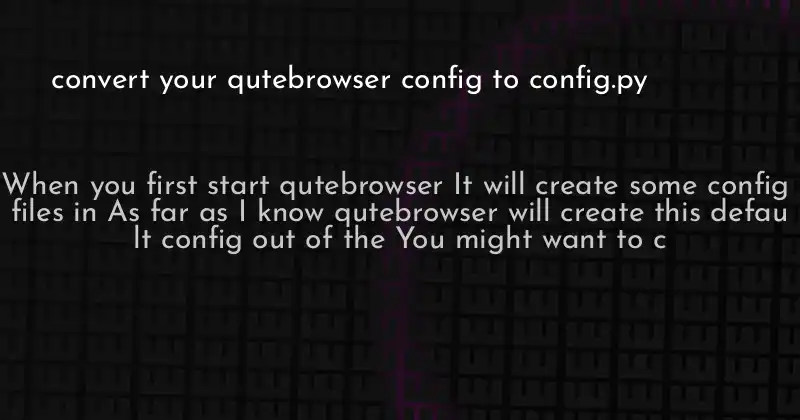 convert your qutebrowser config to config.py
When you first start qutebrowser It will create some config
files in As far as I know qutebrowser will create this defau
lt config out of the You might want to c